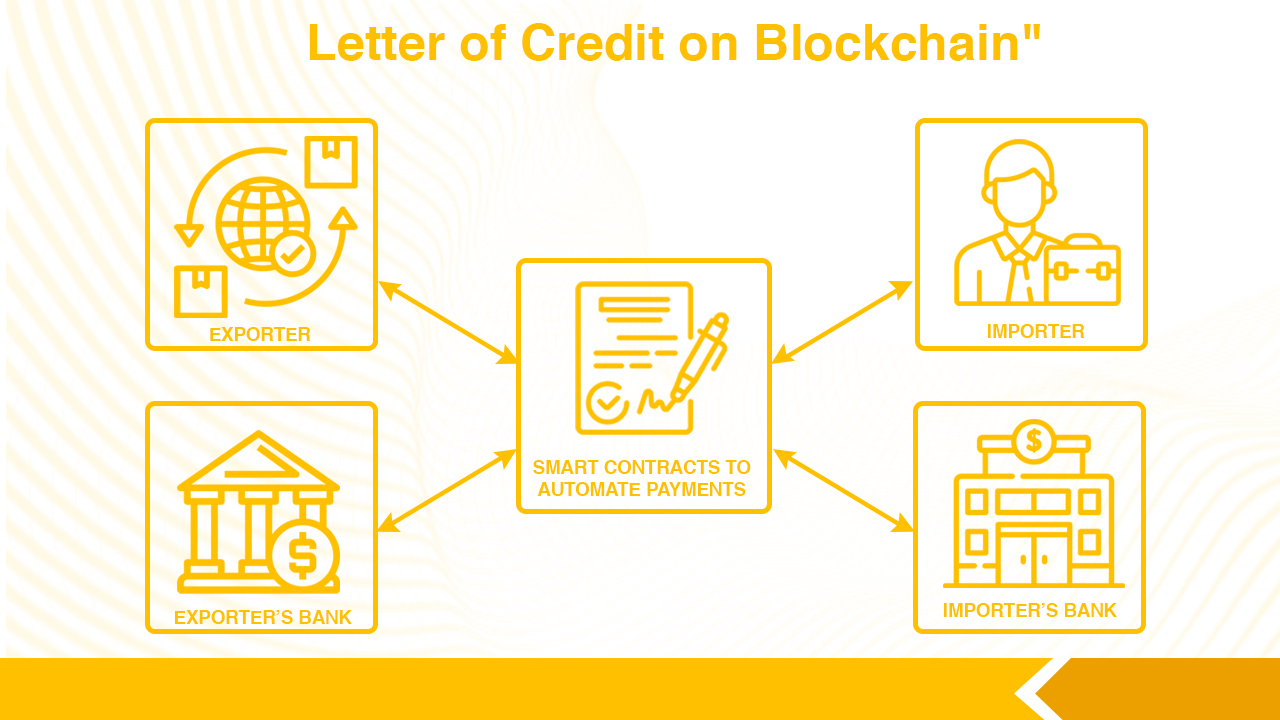 Letter of Credit on Blockchain"
EXPORTER
IMPORTER
SMART CONTRACTS TO
AUTOMATE PAYMENTS
$
EXPORTER’S BANK
$
IMPORTER’S BANK